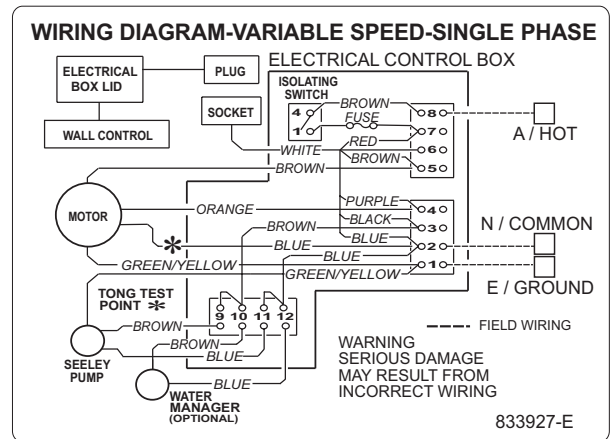 WIRING DIAGRAM-VARIABLE SPEED-SINGLE PHASE
ELECTRICAL CONTROL BOX
ELECTRICAL
BOX LID
PLUG
WALL CONTROL
SOCKET
ISOLATING
SWITCH
4
1
BROWN
FUSE
RED
WHITE
BROWN
BROWN
8
7
6
5
A / HOT
MOTOR
ORANGE
PURPLE
BLACK
BROWN
BLUE
BLUE
BLUE
GREEN/YELLOW
GREEN/YELLOW
4
3
2
1
N / COMMON
E / GROUND
TONG TEST
POINT *
*
9 10 11 12
BROWN
BROWN
BLUE
BLUE
SEELEY
PUMP
WATER
MANAGER
(OPTIONAL)
---- FIELD WIRING
WARNING
SERIOUS DAMAGE
MAY RESULT FROM
INCORRECT WIRING
833927-E